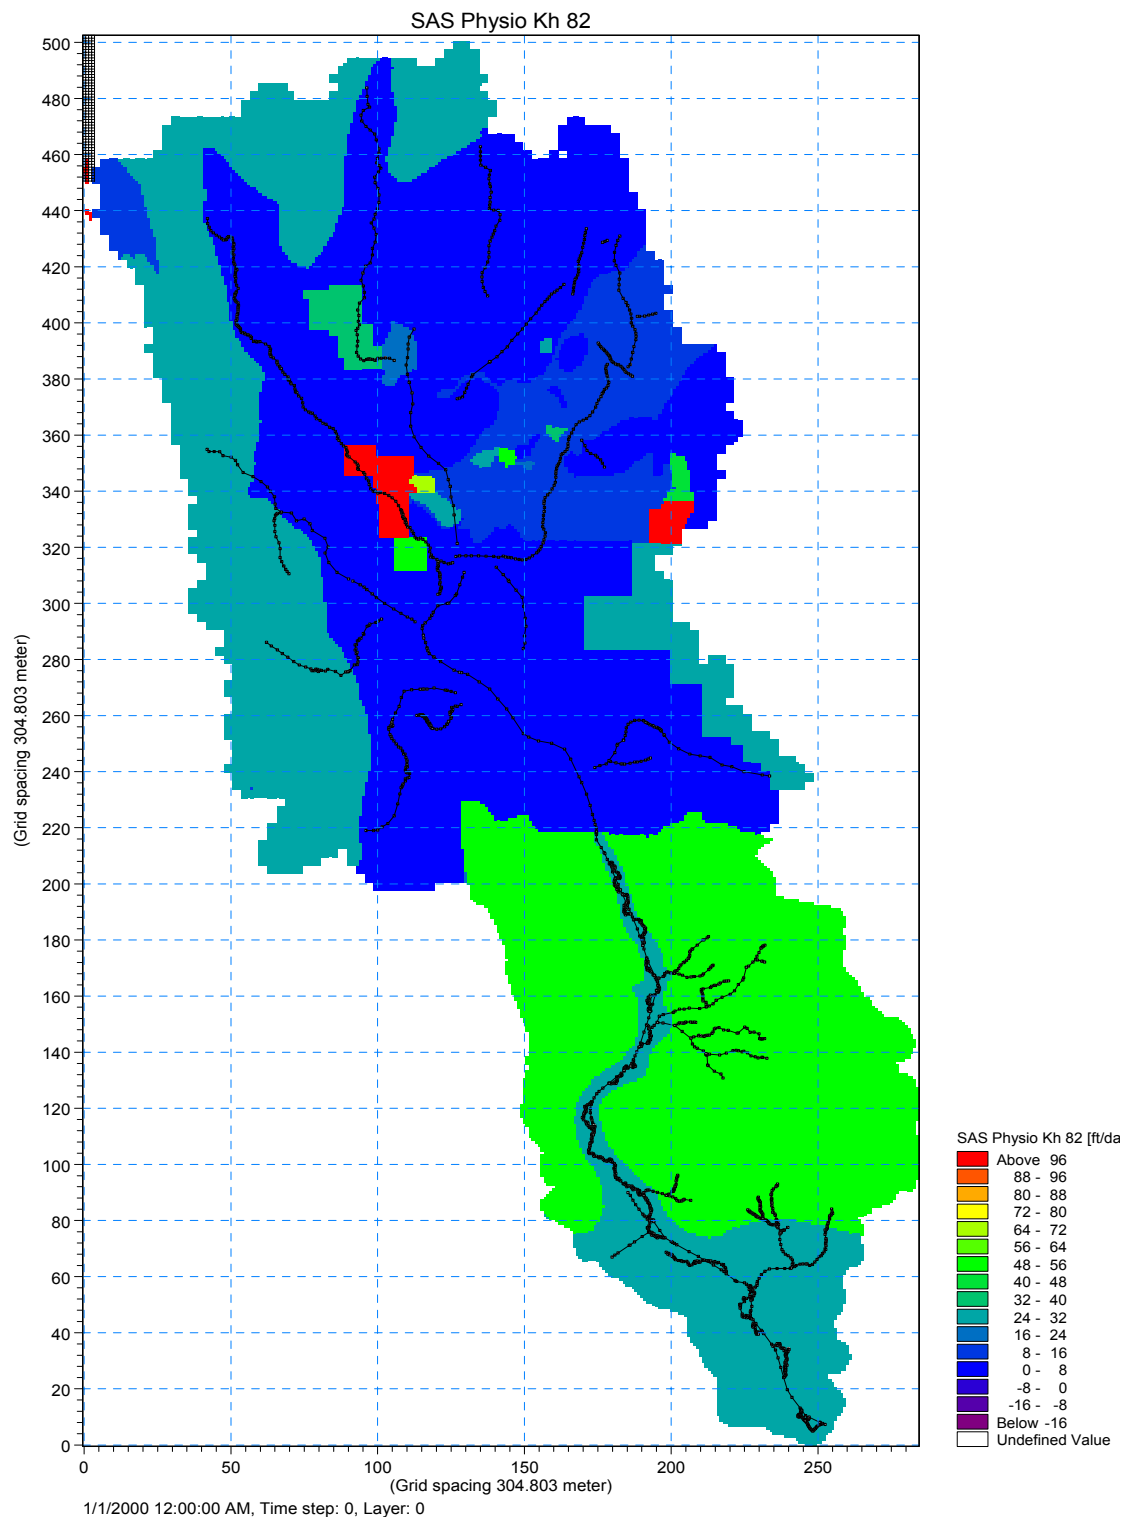 SAS Physio Kh 82
500
480
460
440
420
400
380
360
340
320
300
280
260
240
220
200
180
160
140
120
100
80
60
40
20
0
(Grid spacing 304.803 meter)
0 50 100 150 200 250
(Grid spacing 304.803 meter)
1/1/2000 12:00:00 AM, Time step: 0, Layer: 0
SAS Physio Kh 82 [ft/da
Above 96
88 - 96
80 - 88
72 - 80
64 - 72
56 - 64
48 - 56
40 - 48
32 - 40
24 - 32
16 - 24
8 - 16
0 - 8
-8 - 0
-16 - -8
Below -16
Undefined Value